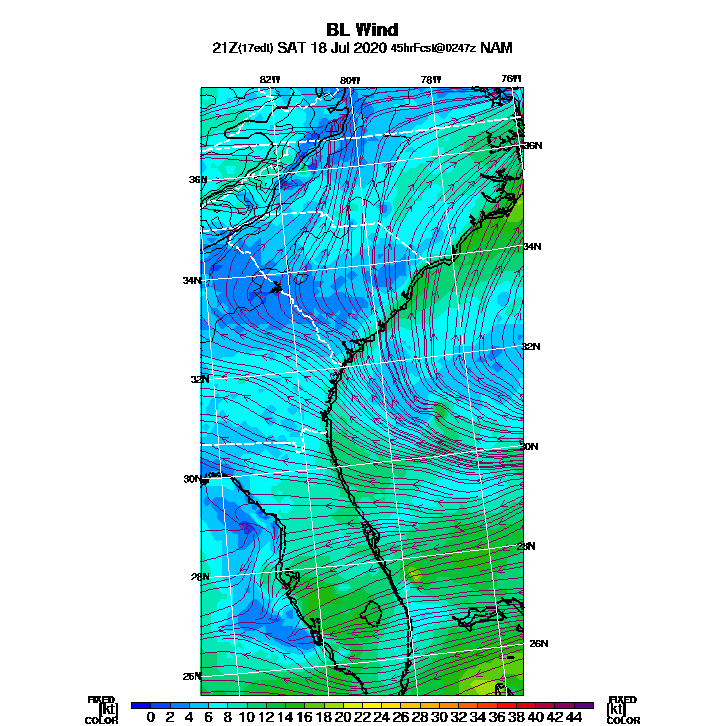 BL Wind
21Z(17edt) SAT 18 Jul 2020 45hrFcst@0247z NAM
82W 80W 78W 76W
36N
36N
34N
34N
32N
32N
30N
30N
28N
28N
26N
26N
FIXED FIXED
[kt] 0 2 4 6 8 10 12 14 16 18 20 22 24 26 28 30 32 34 36 38 40 42 44 [kt]
COLOR COLOR